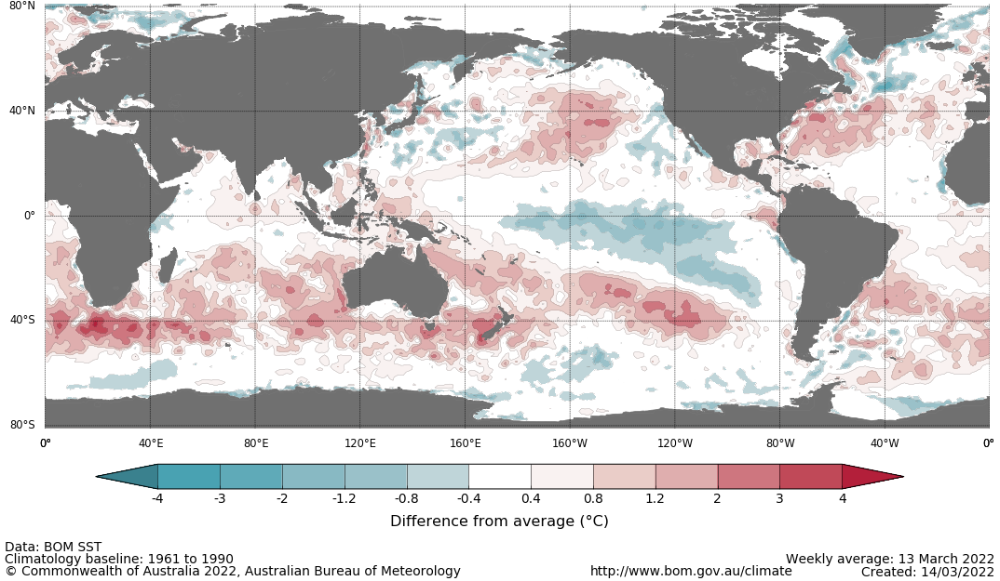 80°N
40°N
0°
40°S
80°S
0° 40°E 80°E 120°E 160°E 160°W 120°W 80°W 40°W 0°
-4 -3 -2 -1.2 -0.8 -0.4 0.4 0.8 1.2 2 3 4
Difference from average (°C)
Data: BOM SST
Climatology baseline: 1961 to 1990 Weekly average: 13 March 2022
© Commonwealth of Australia 2022, Australian Bureau of Meteorology http://www.bom.gov.au/climate Created: 14/03/2022